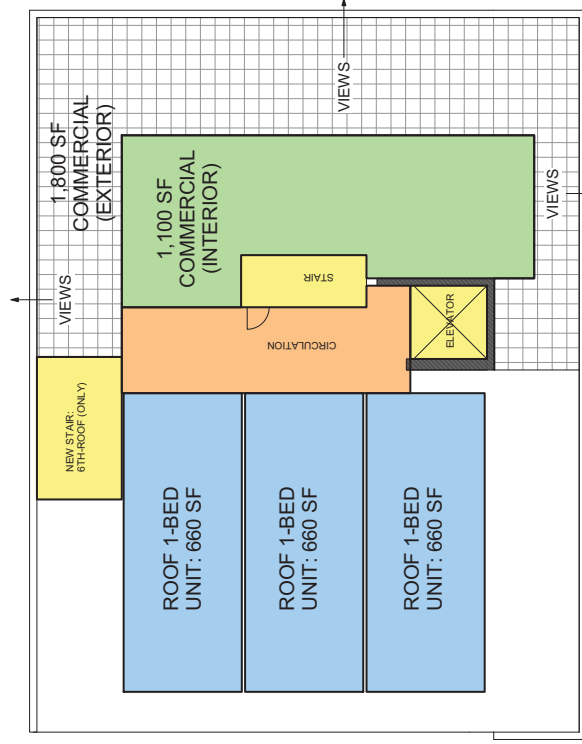 VIEWS
1,800 SF
COMMERCIAL
(EXTERIOR)
1,100 SF
COMMERCIAL
(INTERIOR)
VIEWS
VIEWS
STAIR
NEW STAIR:
6TH-ROOF (ONLY)
CIRCULATION
ELEVATOR
ROOF 1-BED
UNIT: 660 SF
ROOF 1-BED
UNIT: 660 SF
ROOF 1-BED
UNIT: 660 SF